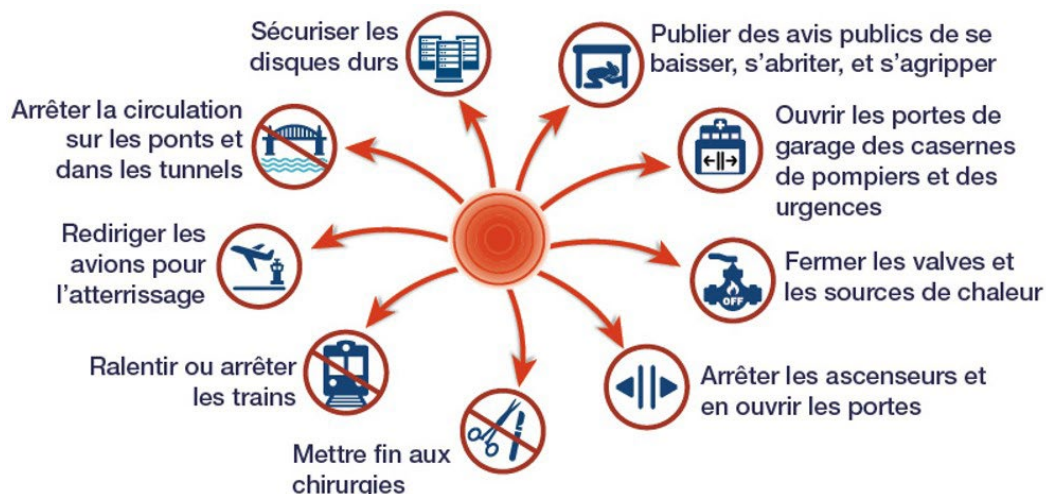 Sécuriser les
disques durs
Publier des avis publics de se
baisser, s'abriter, et s'agripper
Arrêter la circulation
sur les ponts et
dans les tunnels
Ouvrir les portes de
garage des casernes
de pompiers et des
urgences
Rediriger les
avions pour
l'atterrissage
Fermer les valves et
les sources de chaleur
OFF
Ralentir ou arrêter
les trains
Arrêter les ascenseurs et
en ouvrir les portes
Mettre fin aux
chirurgies